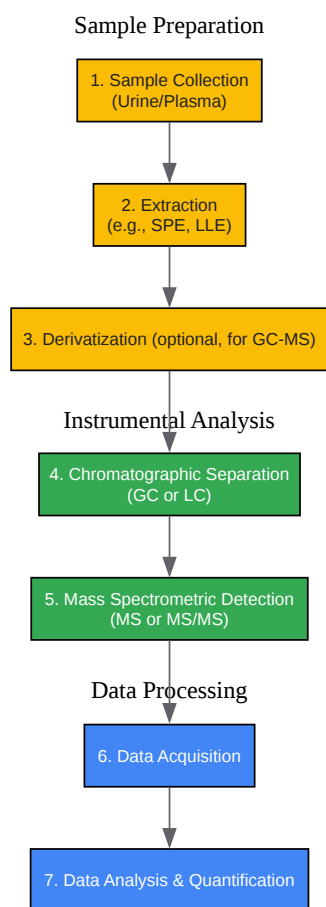 Sample Preparation
1. Sample Collection
(Urine/Plasma)
2. Extraction
(e.g., SPE, LLE)
3. Derivatization (optional, for GC-MS)
Instrumental Analysis
4. Chromatographic Separation
(GC or LC)
5. Mass Spectrometric Detection
(MS or MS/MS)
Data Processing
6. Data Acquisition
7. Data Analysis & Quantification